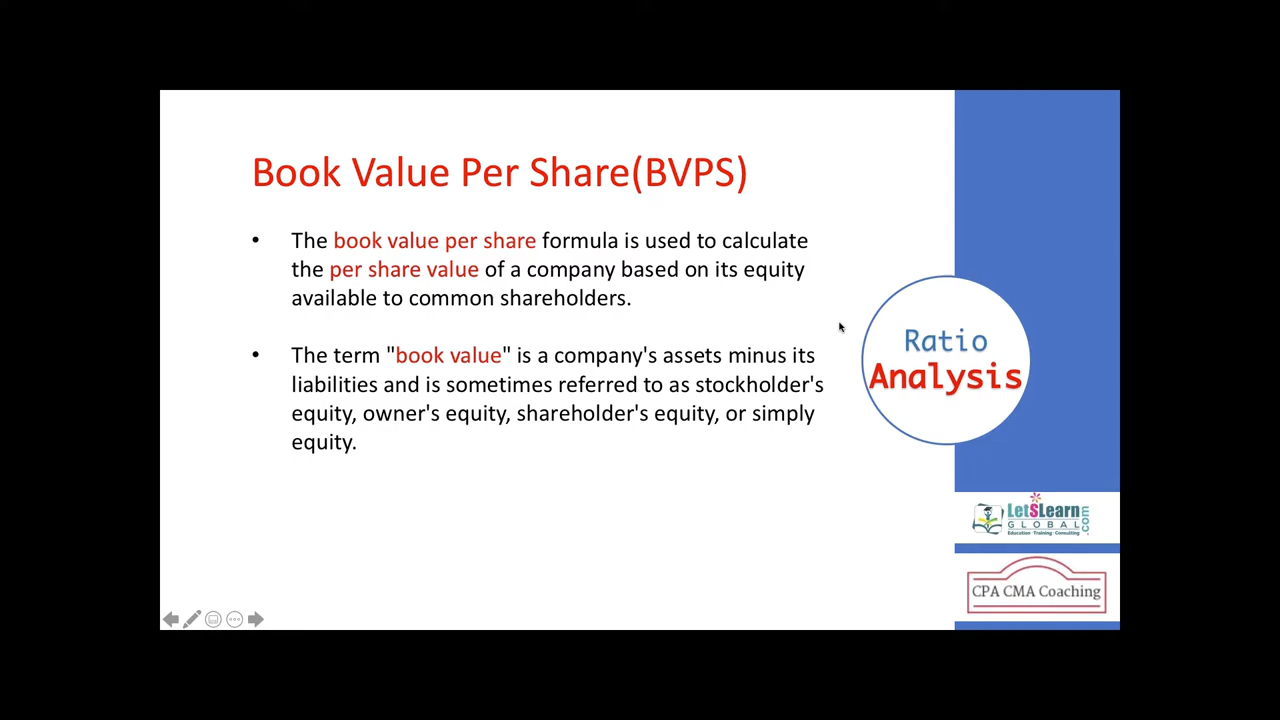 Book Value Per Share(BVPS)
• The book value per share formula is used to calculate
the per share value of a company based on its equity
available to common shareholders.
• The term "book value" is a company's assets minus its
liabilities and is sometimes referred to as stockholder's
equity, owner's equity, shareholder's equity, or simply
equity.
Ratio
Analysis
LetSLearn
GLOBAL
.com
Education · Training · Consulting
CPA CMA Coaching